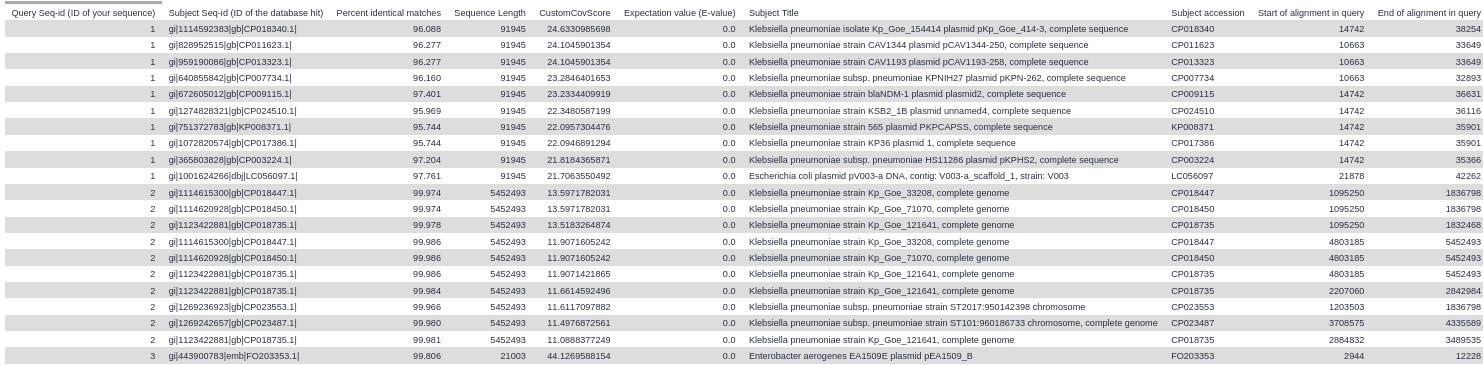 Query Seq-id (ID of your sequence) Subject Seq-id (ID of the database hit) Percent identical matches Sequence Length CustomCovScore Expectation value (E-value) Subject Title Subject accession Start of alignment in query End of alignment in query
1 gi|1114592383|gb|CP018340.1| 96.088 91945 24.6330985698 0.0 Klebsiella pneumoniae isolate Kp_Goe_154414 plasmid pKp_Goe_414-3, complete sequence CP018340 14742 38254
1 gi|828952515|gb|CP011623.1| 96.277 91945 24.1045901354 0.0 Klebsiella pneumoniae strain CAV1344 plasmid pCAV1344-250, complete sequence CP011623 10663 33649
1 gi|959190086|gb|CP013323.1| 96.277 91945 24.1045901354 0.0 Klebsiella pneumoniae strain CAV1193 plasmid pCAV1193-258, complete sequence CP013323 10663 33649
1 gi|640855842|gb|CP007734.1| 96.160 91945 23.2846401653 0.0 Klebsiella pneumoniae subsp. pneumoniae KPNIH27 plasmid pKPN-262, complete sequence CP007734 10663 32893
1 gi|672605012|gb|CP009115.1| 97.401 91945 23.2334409919 0.0 Klebsiella pneumoniae strain blaNDM-1 plasmid plasmid2, complete sequence CP009115 14742 36631
1 gi|1274828321|gb|CP024510.1| 95.969 91945 22.3480587199 0.0 Klebsiella pneumoniae strain KSB2_1B plasmid unnamed4, complete sequence CP024510 14742 36116
1 gi|751372783|gb|KP008371.1| 95.744 91945 22.0957304476 0.0 Klebsiella pneumoniae strain 565 plasmid PKPCAPSS, complete sequence KP008371 14742 35901
1 gi|1072820574|gb|CP017386.1| 95.744 91945 22.0946891294 0.0 Klebsiella pneumoniae strain KP36 plasmid 1, complete sequence CP017386 14742 35901
1 gi|365803828|gb|CP003224.1| 97.204 91945 21.8184365871 0.0 Klebsiella pneumoniae subsp. pneumoniae HS11286 plasmid pKPHS2, complete sequence CP003224 14742 35366
1 gi|1001624266|dbj|LC056097.1| 97.761 91945 21.7063550492 0.0 Escherichia coli plasmid pV003-a DNA, contig: V003-a_scaffold_1, strain: V003 LC056097 21878 42262
2 gi|1114615300|gb|CP018447.1| 99.974 5452493 13.5971782031 0.0 Klebsiella pneumoniae strain Kp_Goe_33208, complete genome CP018447 1095250 1836798
2 gi|1114620928|gb|CP018450.1| 99.974 5452493 13.5971782031 0.0 Klebsiella pneumoniae strain Kp_Goe_71070, complete genome CP018450 1095250 1836798
2 gi|1123422881|gb|CP018735.1| 99.978 5452493 13.5183264874 0.0 Klebsiella pneumoniae strain Kp_Goe_121641, complete genome CP018735 1095250 1832468
2 gi|1114615300|gb|CP018447.1| 99.986 5452493 11.9071605242 0.0 Klebsiella pneumoniae strain Kp_Goe_33208, complete genome CP018447 4803185 5452493
2 gi|1114620928|gb|CP018450.1| 99.986 5452493 11.9071605242 0.0 Klebsiella pneumoniae strain Kp_Goe_71070, complete genome CP018450 4803185 5452493
2 gi|1123422881|gb|CP018735.1| 99.986 5452493 11.9071421865 0.0 Klebsiella pneumoniae strain Kp_Goe_121641, complete genome CP018735 4803185 5452493
2 gi|1123422881|gb|CP018735.1| 99.984 5452493 11.6614592496 0.0 Klebsiella pneumoniae strain Kp_Goe_121641, complete genome CP018735 2207060 2842984
2 gi|1269236923|gb|CP023553.1| 99.966 5452493 11.6117097882 0.0 Klebsiella pneumoniae subsp. pneumoniae strain ST2017:950142398 chromosome CP023553 1203503 1836798
2 gi|1269242657|gb|CP023487.1| 99.980 5452493 11.4976872561 0.0 Klebsiella pneumoniae subsp. pneumoniae strain ST101:960186733 chromosome, complete genome CP023487 3708575 4335589
2 gi|1123422881|gb|CP018735.1| 99.981 5452493 11.0888377249 0.0 Klebsiella pneumoniae strain Kp_Goe_121641, complete genome CP018735 2884832 3489535
3 gi|443900783|emb|FO203353.1| 99.806 21003 44.1269588154 0.0 Enterobacter aerogenes EA1509E plasmid pEA1509_B FO203353 2944 12228